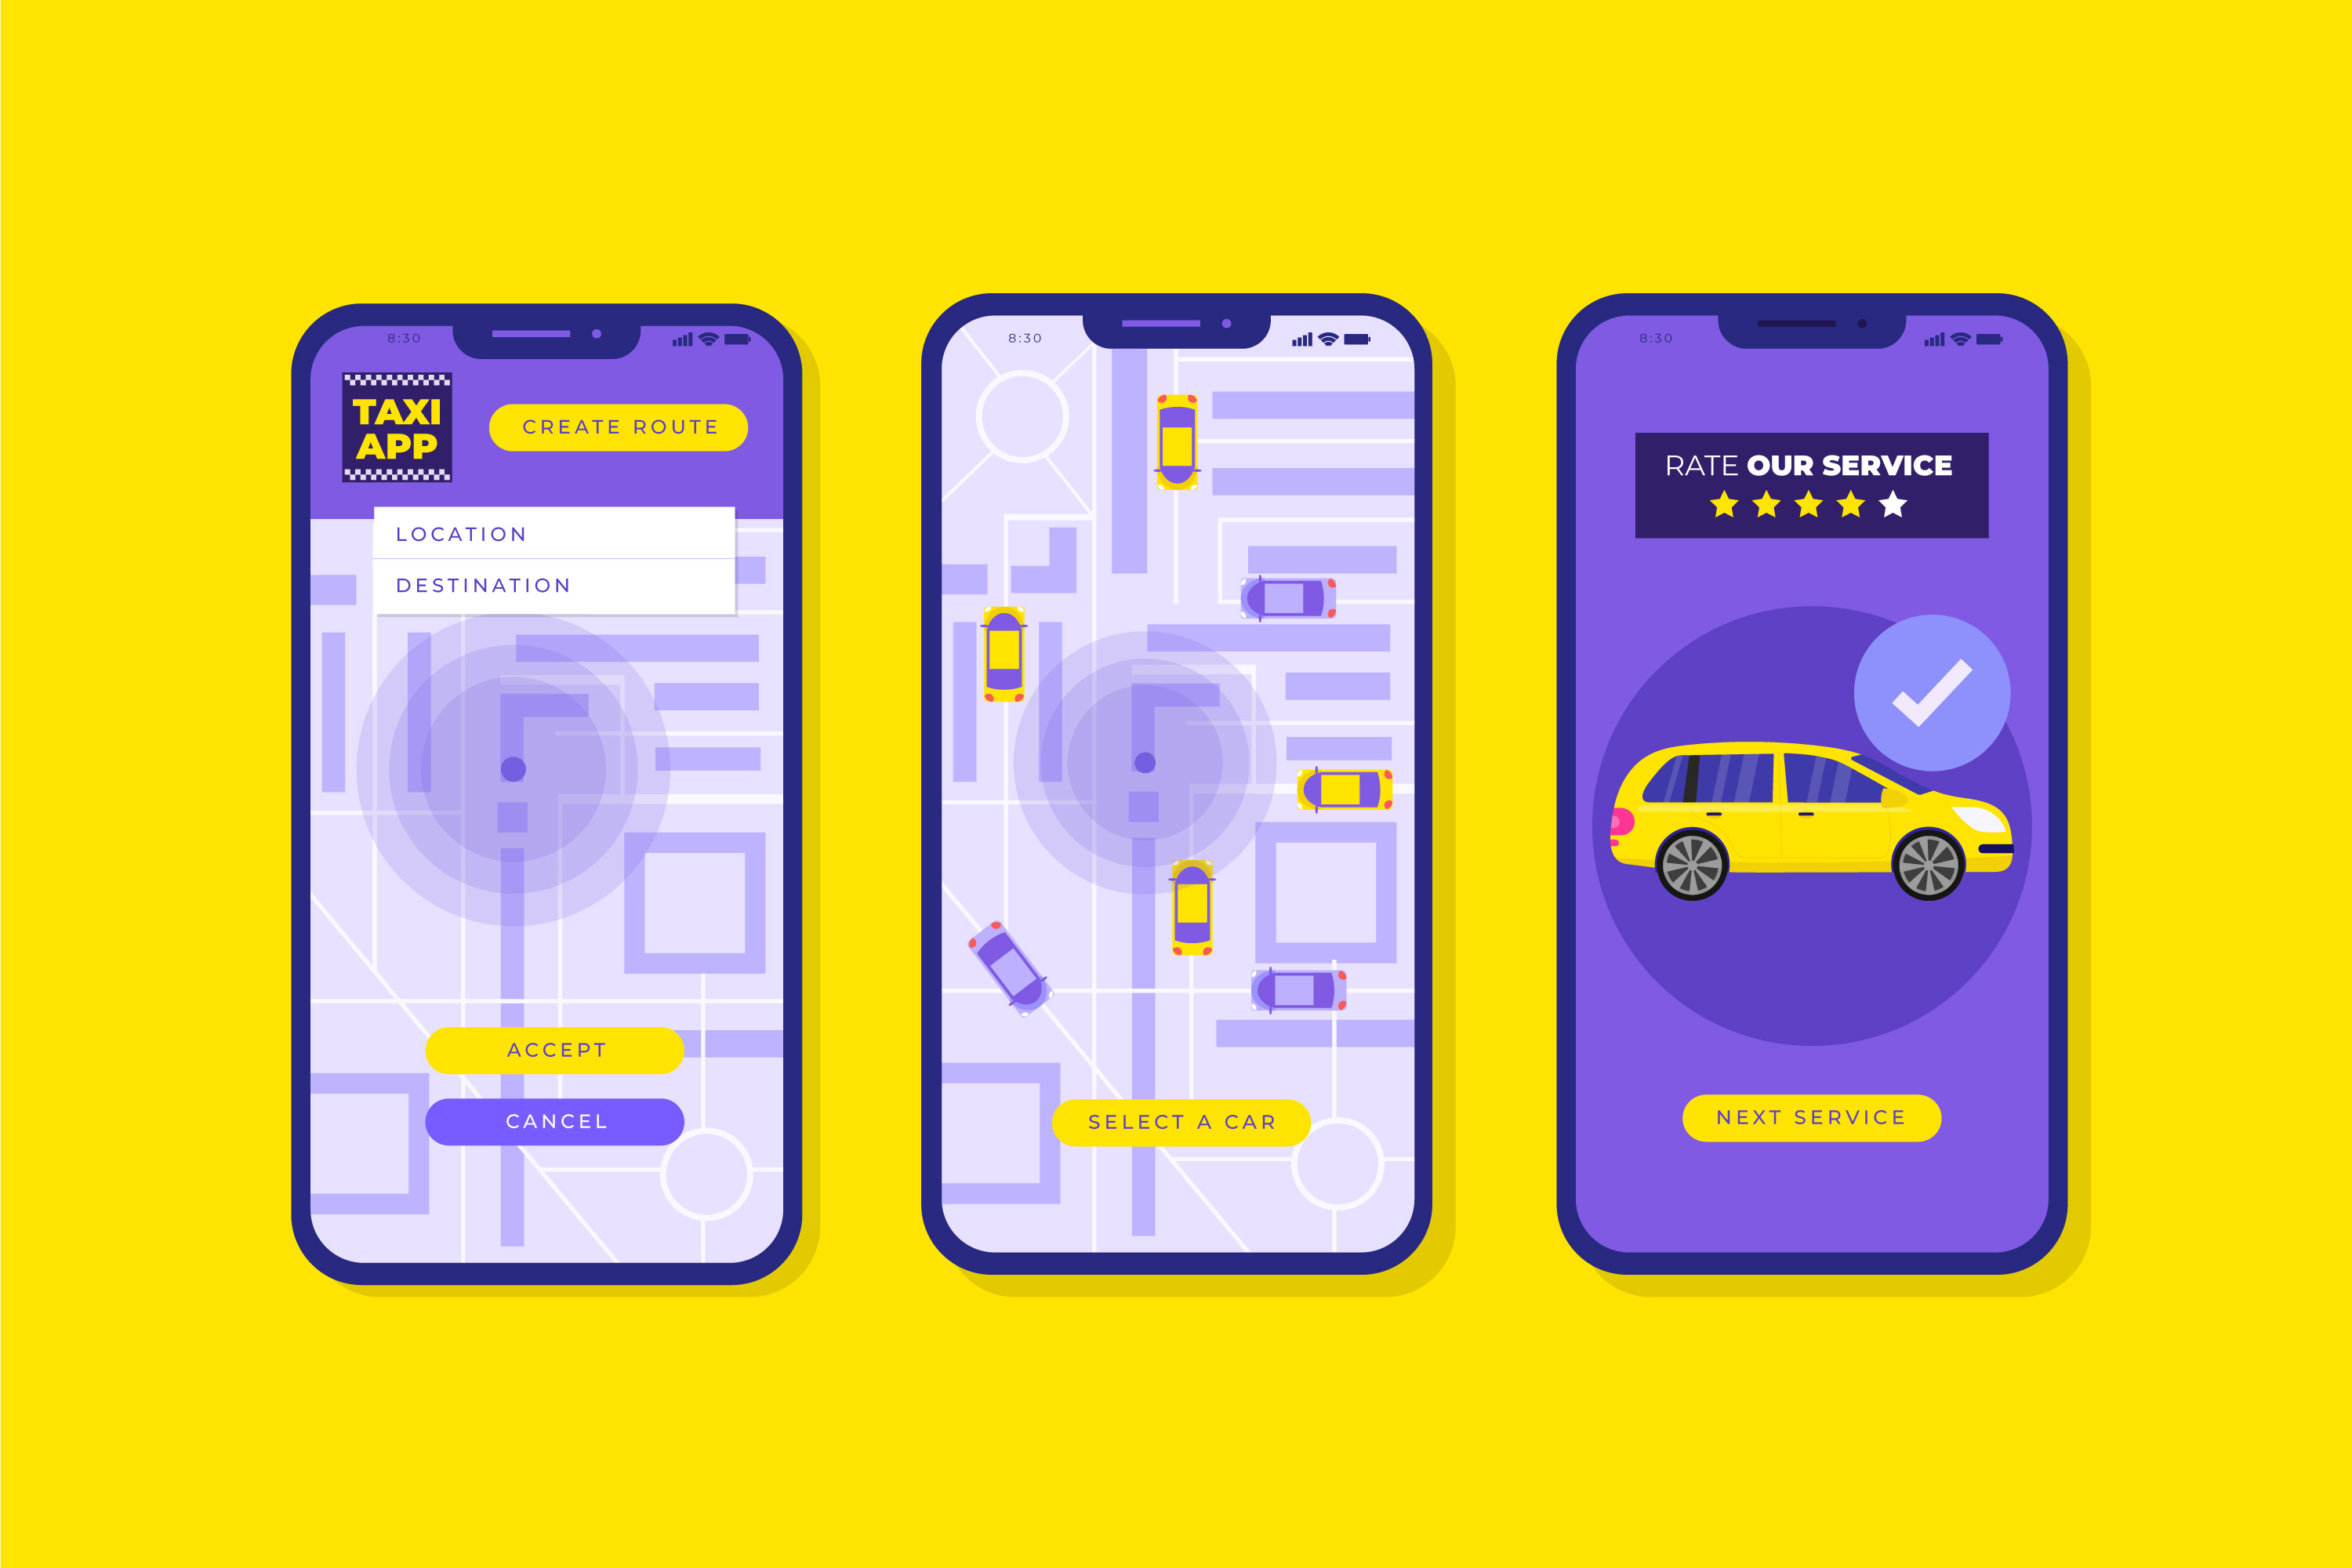 8:30
TAXI
APP
CREATE ROUTE
LOCATION
DESTINATION
ACCEPT
CANCEL
8:30
SELECT A CAR
8:30
RATE OUR SERVICE
NEXT SERVICE